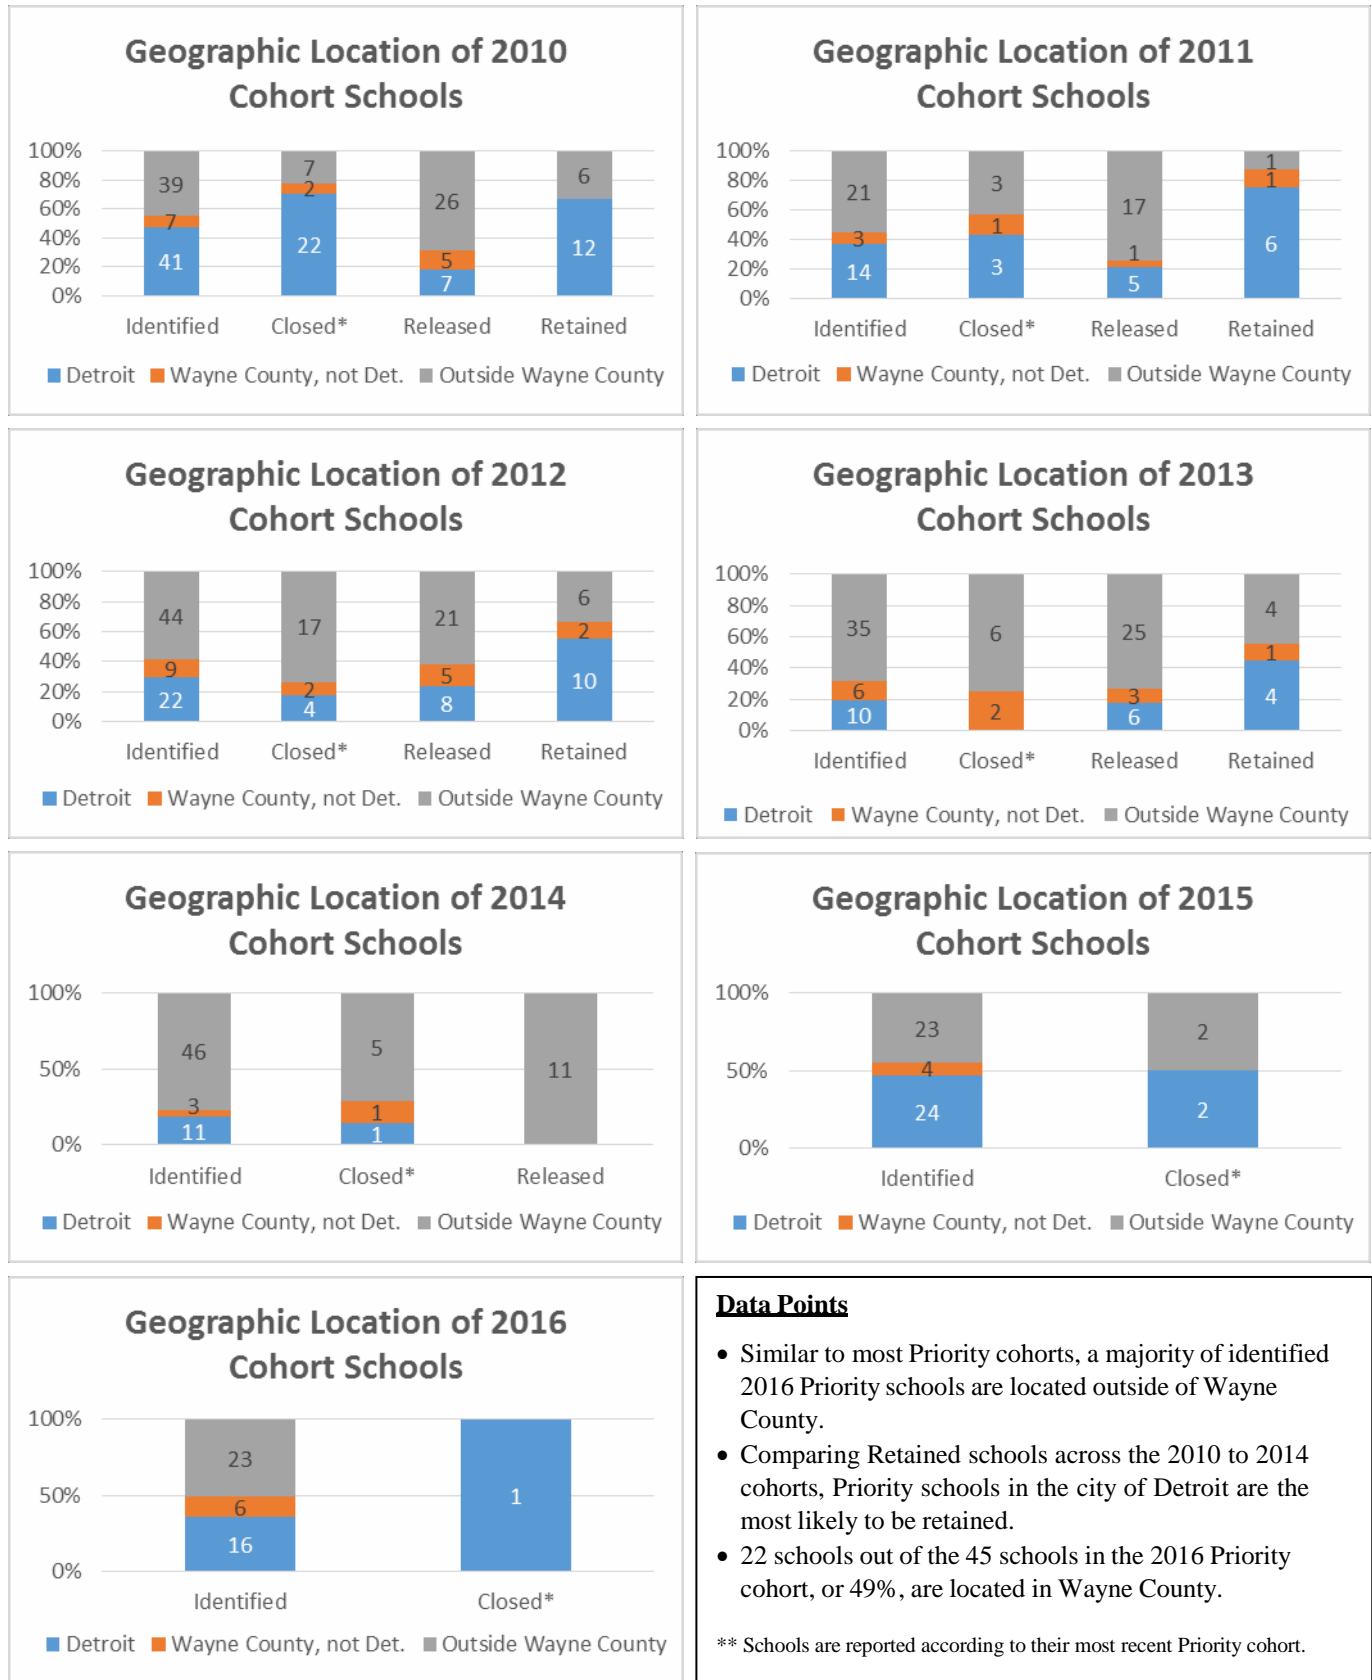 Geographic Location of 2010
Cohort Schools
100%
80%
60%
40%
20%
0%
39
7
41
7
2
22
26
5
7
6
12
Identified Closed* Released Retained
Detroit Wayne County, not Det. Outside Wayne County
Geographic Location of 2011
Cohort Schools
100%
80%
60%
40%
20%
0%
21
3
14
3
1
3
17
1
5
1
1
6
Identified Closed* Released Retained
Detroit Wayne County, not Det. Outside Wayne County
Geographic Location of 2012
Cohort Schools
100%
80%
60%
40%
20%
0%
44
9
22
17
2
4
21
5
8
6
2
10
Identified Closed* Released Retained
Detroit Wayne County, not Det. Outside Wayne County
Geographic Location of 2013
Cohort Schools
100%
80%
60%
40%
20%
0%
35
6
10
6
2
25
3
6
4
1
4
Identified Closed* Released Retained
Detroit Wayne County, not Det. Outside Wayne County
Geographic Location of 2014
Cohort Schools
100%
50%
0%
46
3
11
5
1
1
11
Identified Closed* Released
Detroit Wayne County, not Det. Outside Wayne County
Geographic Location of 2015
Cohort Schools
100%
50%
0%
23
4
24
2
2
Identified Closed*
Detroit Wayne County, not Det. Outside Wayne County
Geographic Location of 2016
Cohort Schools
100%
50%
0%
23
6
16
1
Identified Closed*
Detroit Wayne County, not Det. Outside Wayne County
Data Points
• Similar to most Priority cohorts, a majority of identified
2016 Priority schools are located outside of Wayne
County.
• Comparing Retained schools across the 2010 to 2014
cohorts, Priority schools in the city of Detroit are the
most likely to be retained.
• 22 schools out of the 45 schools in the 2016 Priority
cohort, or 49%, are located in Wayne County.
** Schools are reported according to their most recent Priority cohort.